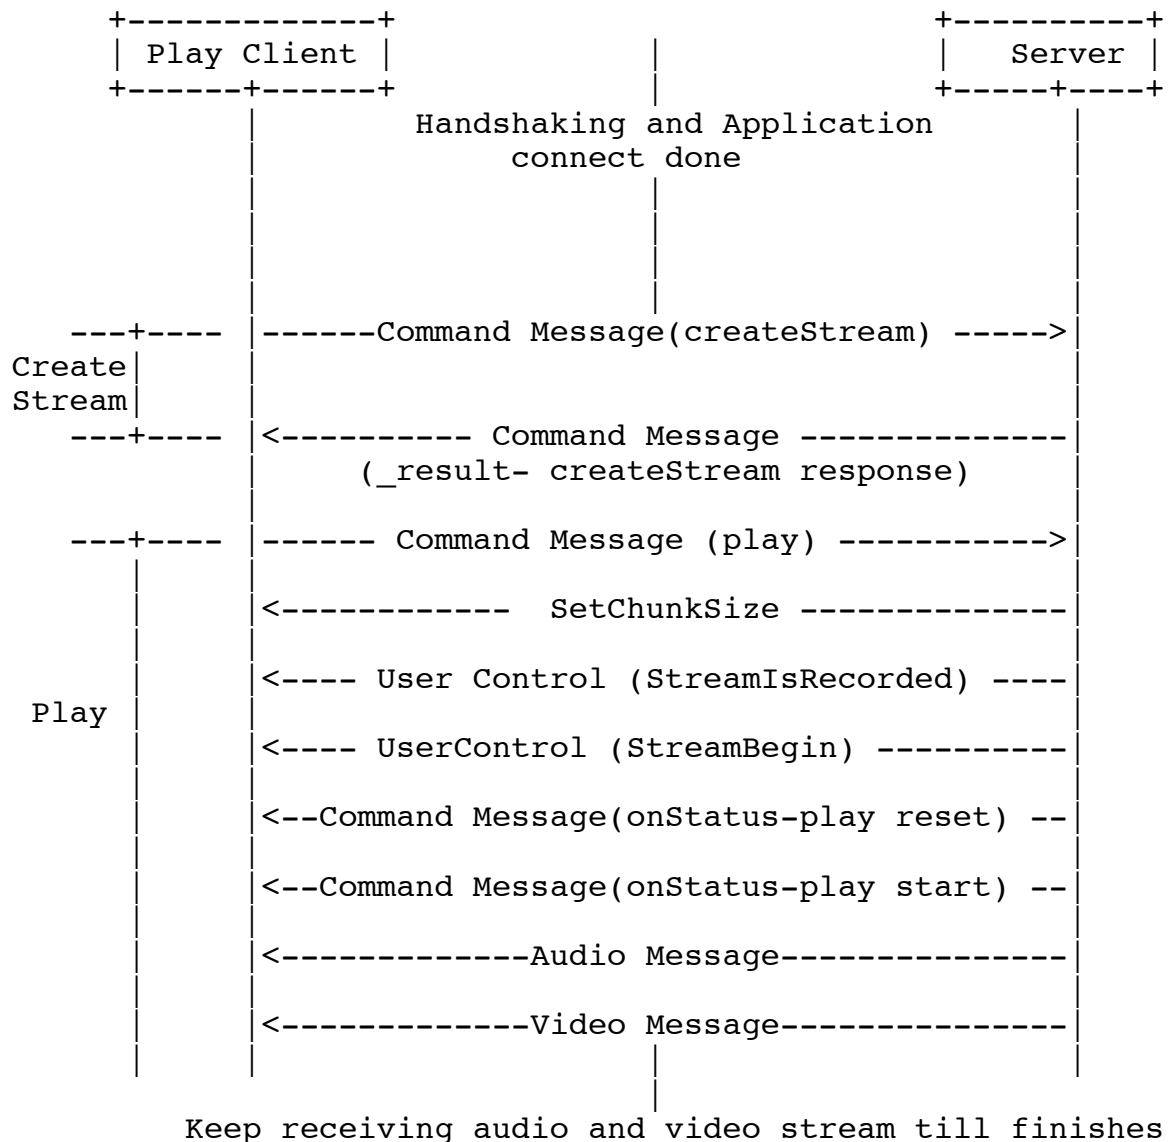 Play Client Server
Handshaking and Application
connect done
Command Message(createStream)
Create
Stream
Command Message
(_result- createStream response)
Command Message (play)
SetChunkSize
User Control (StreamIsRecorded)
Play
UserControl (StreamBegin)
Command Message(onStatus-play reset)
Command Message(onStatus-play start)
Audio Message
Video Message
Keep receiving audio and video stream till finishes